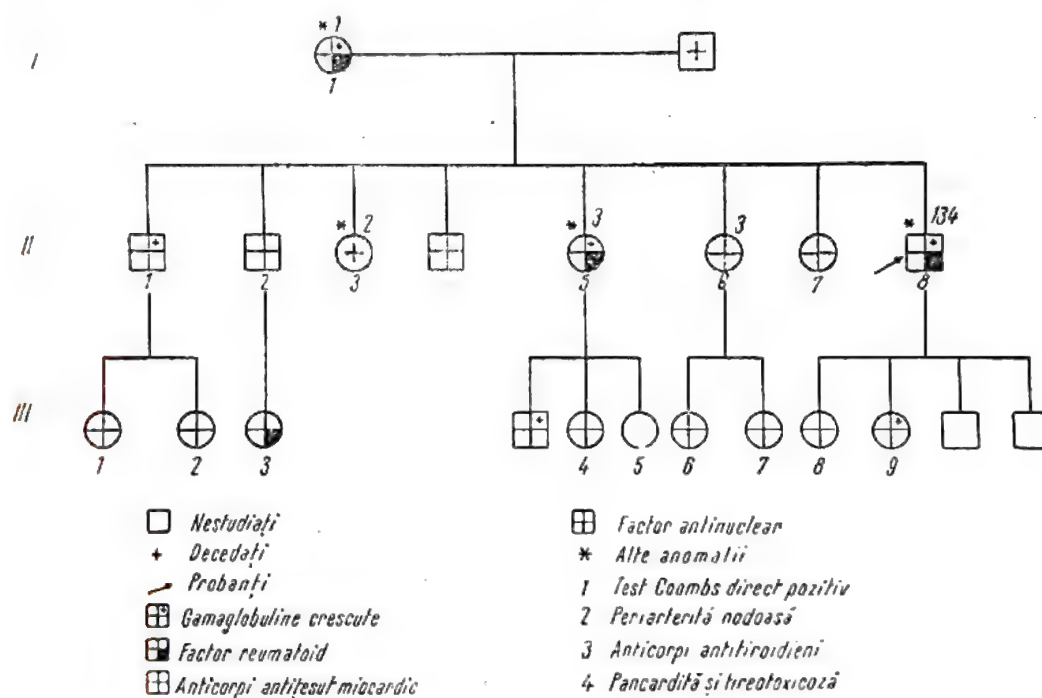 * 1
I
1
* 2
* 3
3
* 134
II
1 2 3 5 6 7 8
III
1 2 3 4 5 6 7 8 9
Nestudiați
+ Decedați
Probanți
Gamaglobuline crescute
Factor reumatoid
Anticorpi antițesut miocardic
Factor antinuclear
* Alte anomalii
1 Test Coombs direct pozitiv
2 Periarterită nodoasă
3 Anticorpi antitiroidieni
4 Pancardită și tireotoxicoză